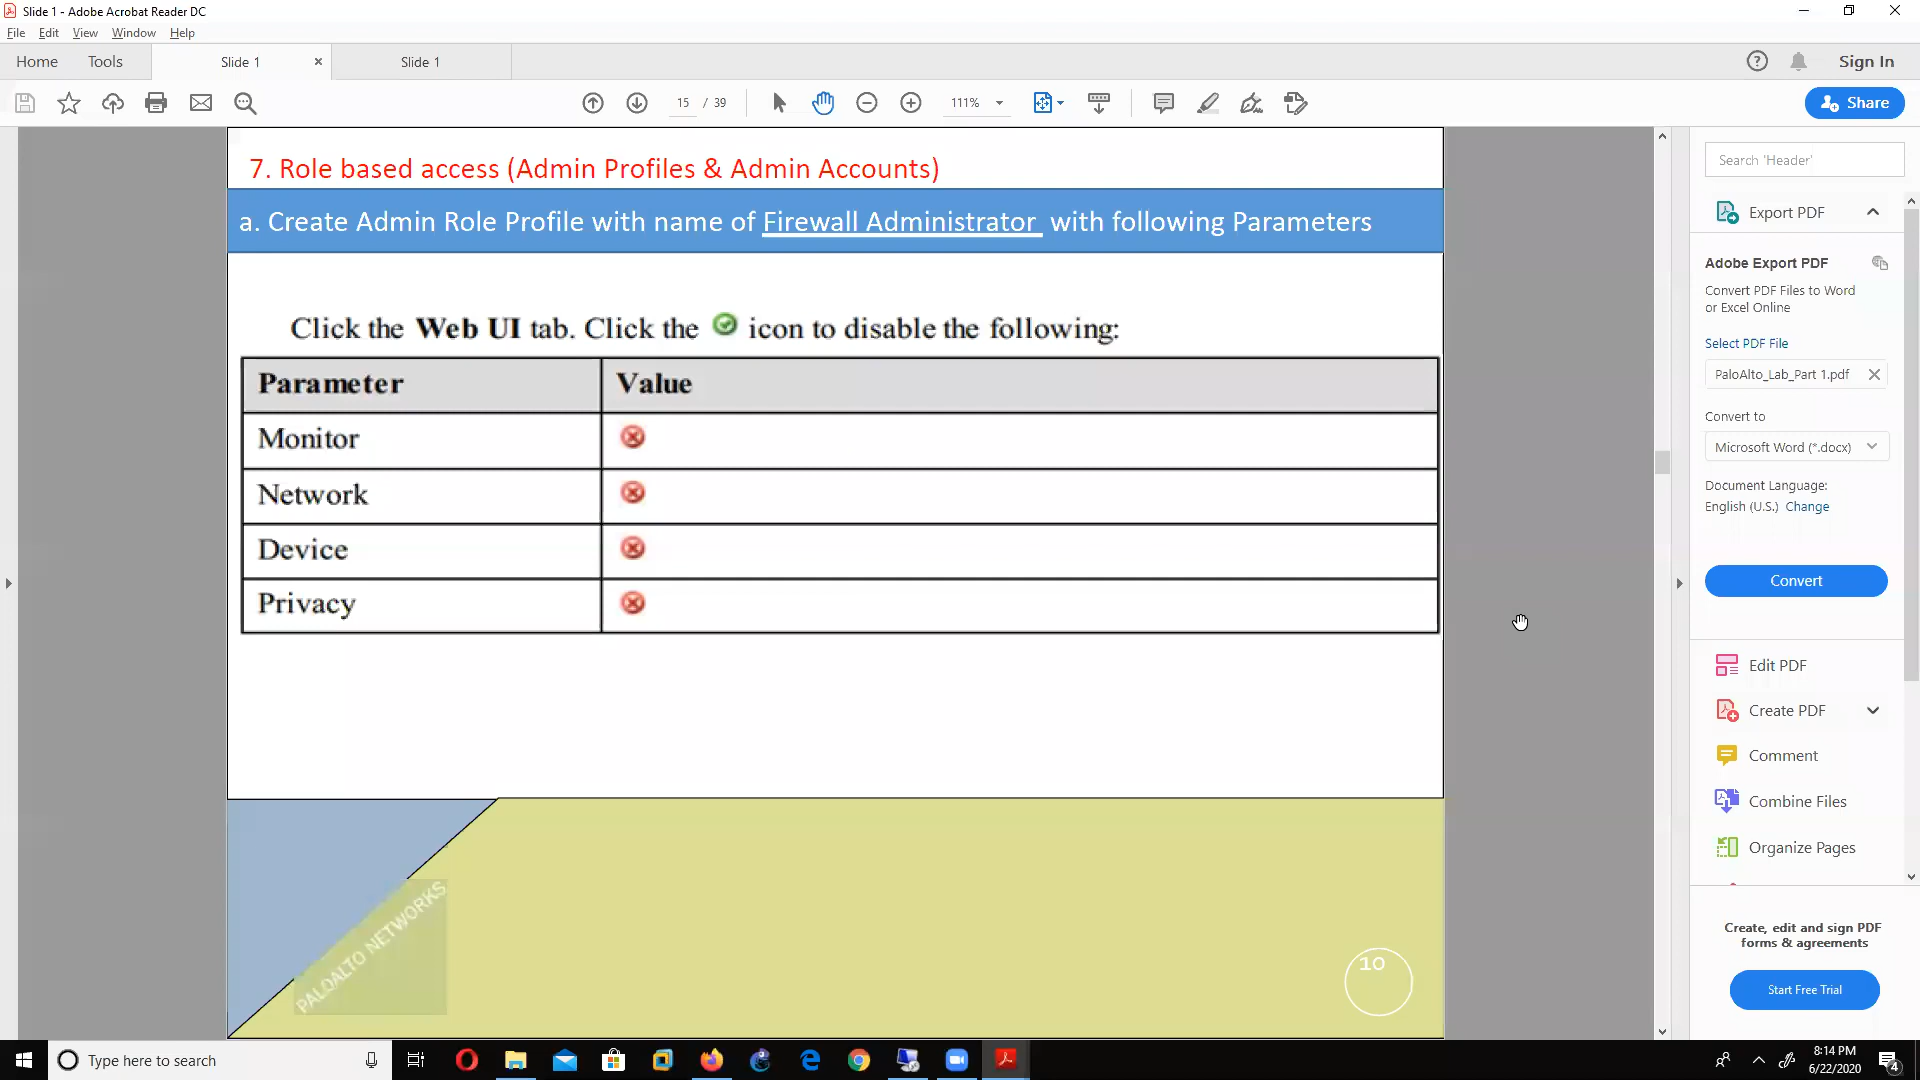 Slide 1 - Adobe Acrobat Reader DC
File Edit View Window Help
Home Tools Slide 1 Slide 1 Sign In
15 / 39 111% Share
7. Role based access (Admin Profiles & Admin Accounts)
a. Create Admin Role Profile with name of Firewall Administrator with following Parameters
Click the Web UI tab. Click the icon to disable the following:
Parameter Value
Monitor
Network
Device
Privacy
PALOALTO NETWORKS
10
Search 'Header'
Export PDF
Adobe Export PDF
Convert PDF Files to Word
or Excel Online
Select PDF File
PaloAlto_Lab_Part 1.pdf
Convert to
Microsoft Word (*.docx)
Document Language:
English (U.S.) Change
Convert
Edit PDF
Create PDF
Comment
Combine Files
Organize Pages
Create, edit and sign PDF
forms & agreements
Start Free Trial
Type here to search
8:14 PM
6/22/2020
4